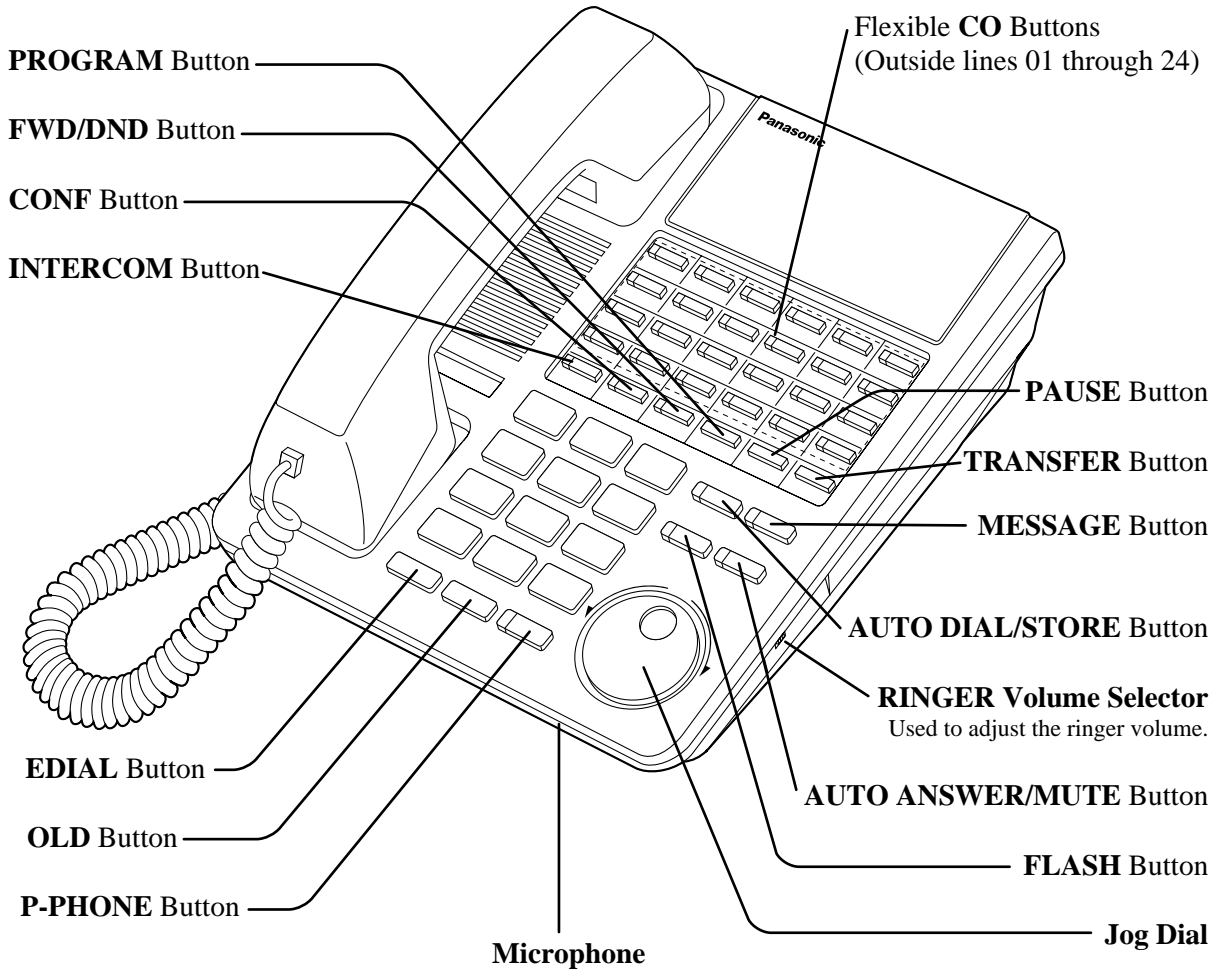 Flexible CO Buttons
(Outside lines 01 through 24)
PROGRAM Button
FWD/DND Button
CONF Button
INTERCOM Button
Panasonic
PAUSE Button
TRANSFER Button
MESSAGE Button
AUTO DIAL/STORE Button
RINGER Volume Selector
Used to adjust the ringer volume.
EDIAL Button
AUTO ANSWER/MUTE Button
OLD Button
FLASH Button
P-PHONE Button
Jog Dial
Microphone